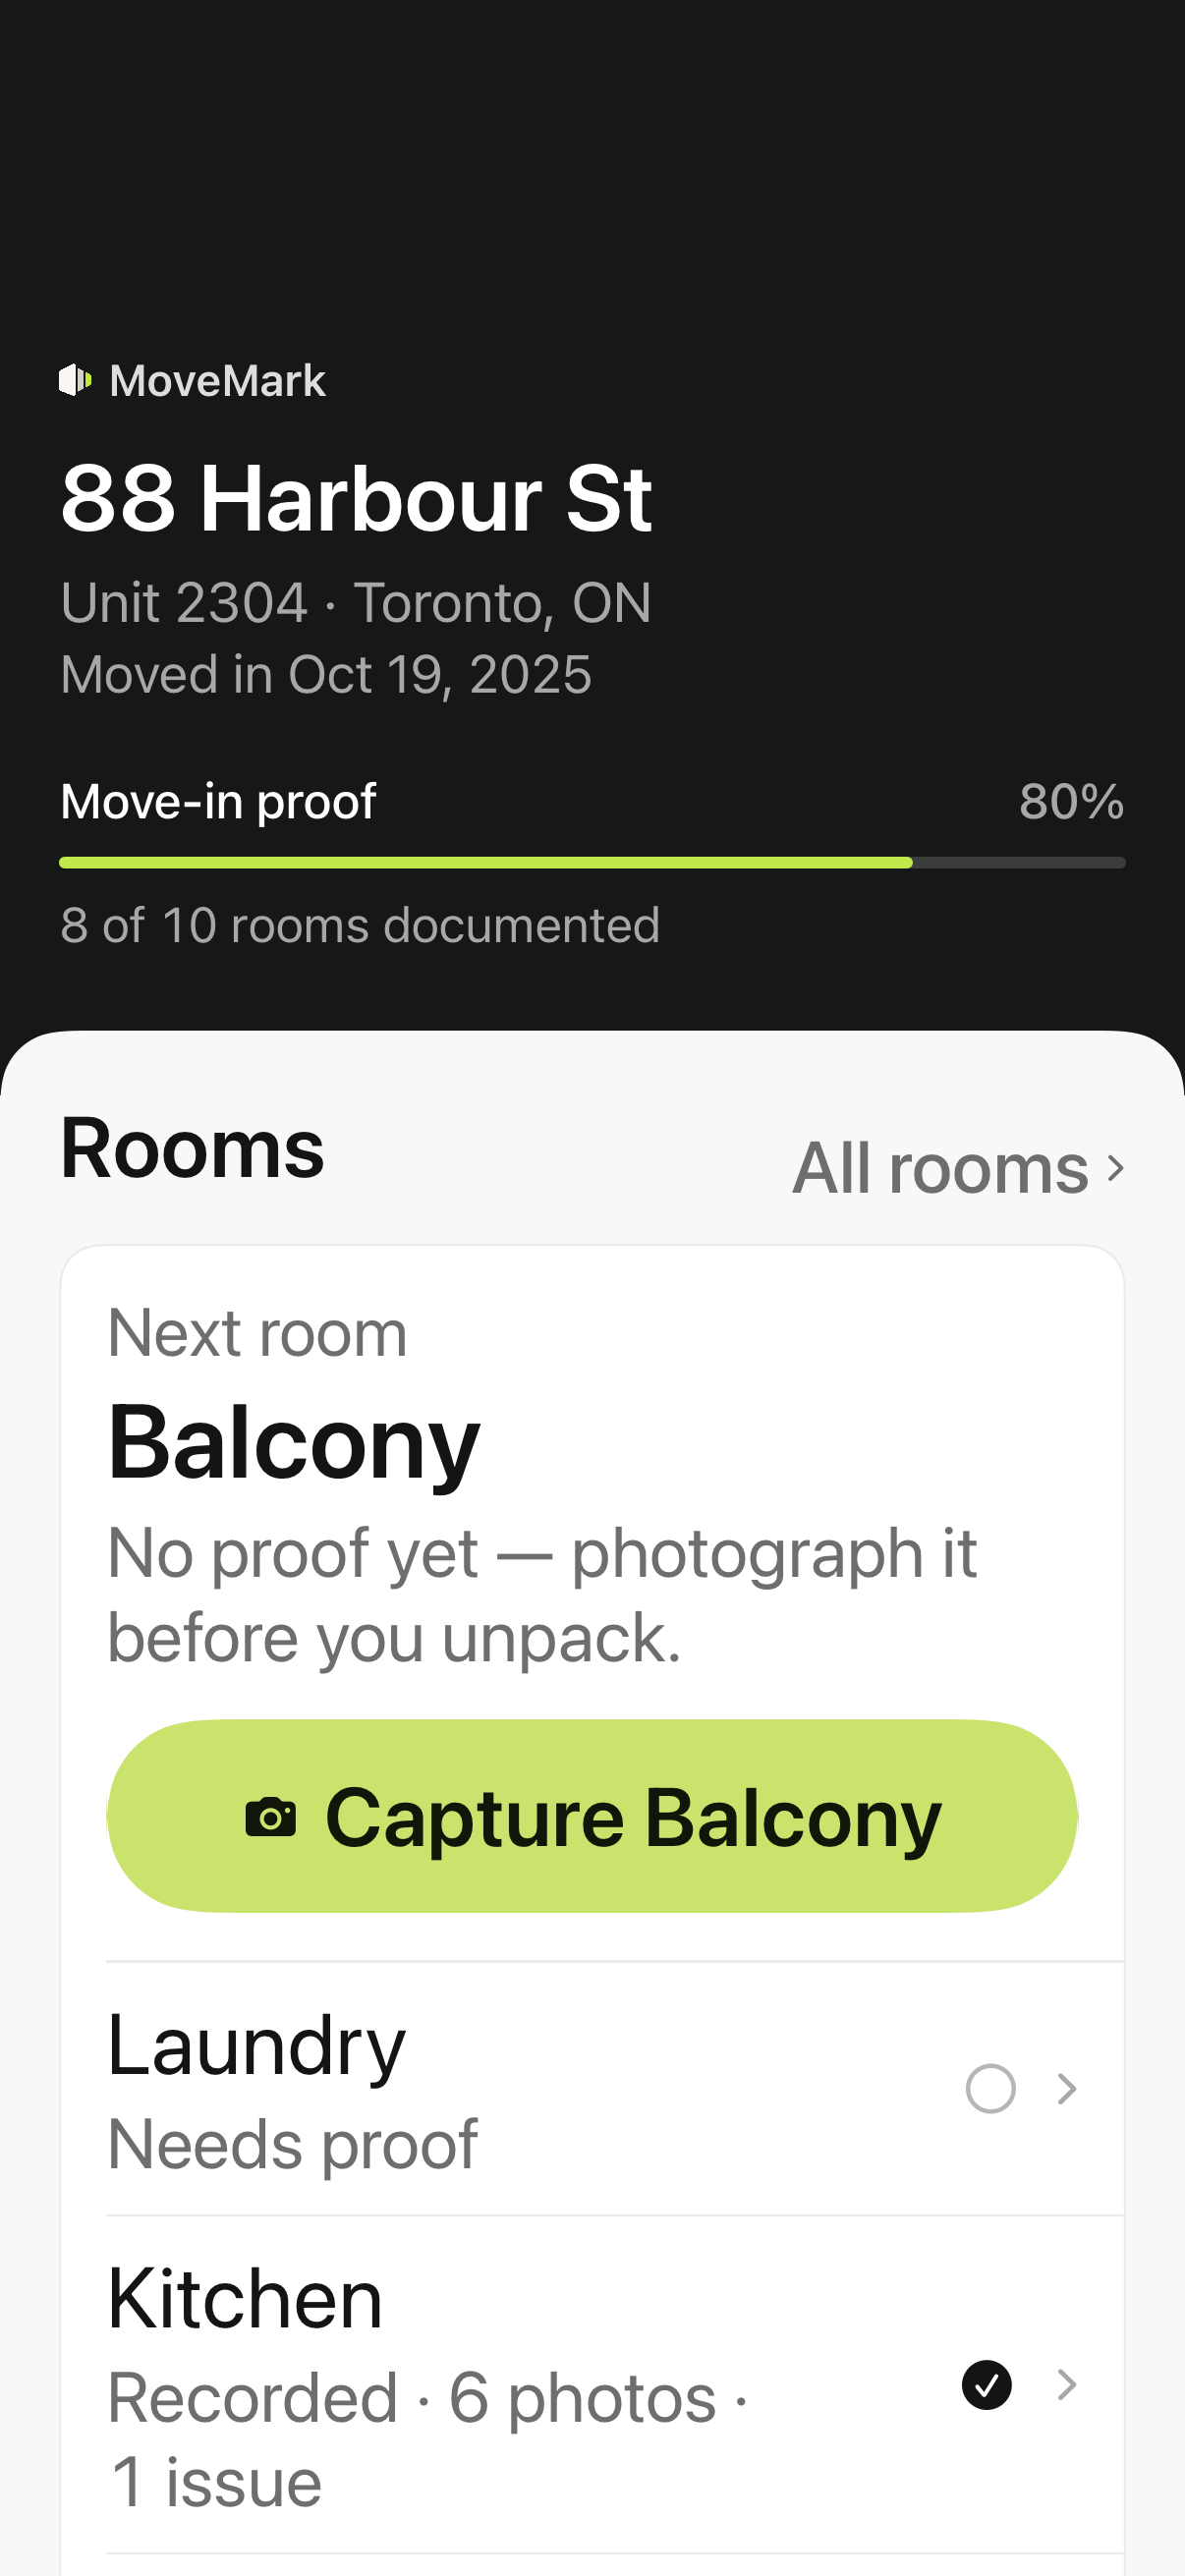 MoveMark
88 Harbour St
Unit 2304 · Toronto, ON
Moved in Oct 19, 2025
Move-in proof 80%
8 of 10 rooms documented
Rooms All rooms
Next room
Balcony
No proof yet — photograph it
before you unpack.
Capture Balcony
Laundry
Needs proof
Kitchen
Recorded · 6 photos ·
1 issue